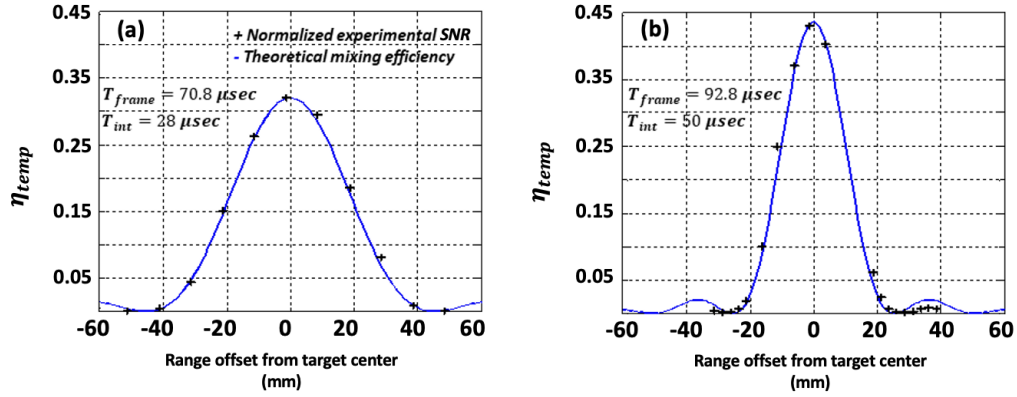 (a)
+ Normalized experimental SNR
- Theoretical mixing efficiency
T_frame = 70.8 μsec
T_int = 28 μsec
η_temp
0.45
0.35
0.25
0.15
0.05
-60 -40 -20 0 20 40 60
Range offset from target center
(mm)
(b)
T_frame = 92.8 μsec
T_int = 50 μsec
η_temp
0.45
0.35
0.25
0.15
0.05
-60 -40 -20 0 20 40 60
Range offset from target center
(mm)